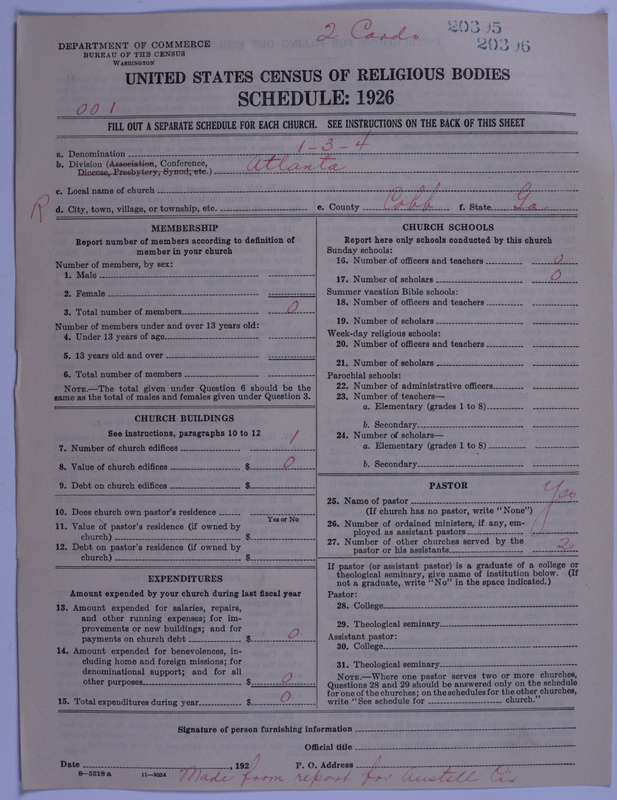 2 Cards
20305
20306
DEPARTMENT OF COMMERCE
BUREAU OF THE CENSUS
WASHINGTON
UNITED STATES CENSUS OF RELIGIOUS BODIES
SCHEDULE: 1926
001
FILL OUT A SEPARATE SCHEDULE FOR EACH CHURCH. SEE INSTRUCTIONS ON THE BACK OF THIS SHEET
a. Denomination 1-3-4
b. Division (Association, Conference, Diocese, Presbytery, Synod, etc.) Atlanta
c. Local name of church
R
d. City, town, village, or township, etc. e. County Cobb f. State Ga
MEMBERSHIP
Report number of members according to definition of
member in your church
Number of members, by sex:
1. Male
2. Female
3. Total number of members 0
Number of members under and over 13 years old:
4. Under 13 years of age
5. 13 years old and over
6. Total number of members
NOTE.—The total given under Question 6 should be the
same as the total of males and females given under Question 3.
CHURCH BUILDINGS
See instructions, paragraphs 10 to 12
7. Number of church edifices 1
8. Value of church edifices $ 0
9. Debt on church edifices $
10. Does church own pastor's residence
Yes or No
11. Value of pastor's residence (if owned by
church) $
12. Debt on pastor's residence (if owned by
church) $
EXPENDITURES
Amount expended by your church during last fiscal year
13. Amount expended for salaries, repairs,
and other running expenses; for im-
provements or new buildings; and for
payments on church debt $ 0
14. Amount expended for benevolences, in-
cluding home and foreign missions; for
denominational support; and for all
other purposes $ 0
15. Total expenditures during year $ 0
CHURCH SCHOOLS
Report here only schools conducted by this church
Sunday schools:
16. Number of officers and teachers 0
17. Number of scholars 0
Summer vacation Bible schools:
18. Number of officers and teachers
19. Number of scholars
Week-day religious schools:
20. Number of officers and teachers
21. Number of scholars
Parochial schools:
22. Number of administrative officers
23. Number of teachers—
a. Elementary (grades 1 to 8)
b. Secondary
24. Number of scholars—
a. Elementary (grades 1 to 8)
b. Secondary
PASTOR
25. Name of pastor Yes
(If church has no pastor, write "None")
26. Number of ordained ministers, if any, em-
ployed as assistant pastors
27. Number of other churches served by the
pastor or his assistants 2
If pastor (or assistant pastor) is a graduate of a college or
theological seminary, give name of institution below. (If
not a graduate, write "No" in the space indicated.)
Pastor:
28. College
29. Theological seminary
Assistant pastor:
30. College
31. Theological seminary
NOTE.—Where one pastor serves two or more churches,
Questions 28 and 29 should be answered only on the schedule
for one of the churches; on the schedules for the other churches,
write "See schedule for church."
Signature of person furnishing information
Official title
Date , 192 P. O. Address
8-5518a 11-9034 Made from report for Austell Cir